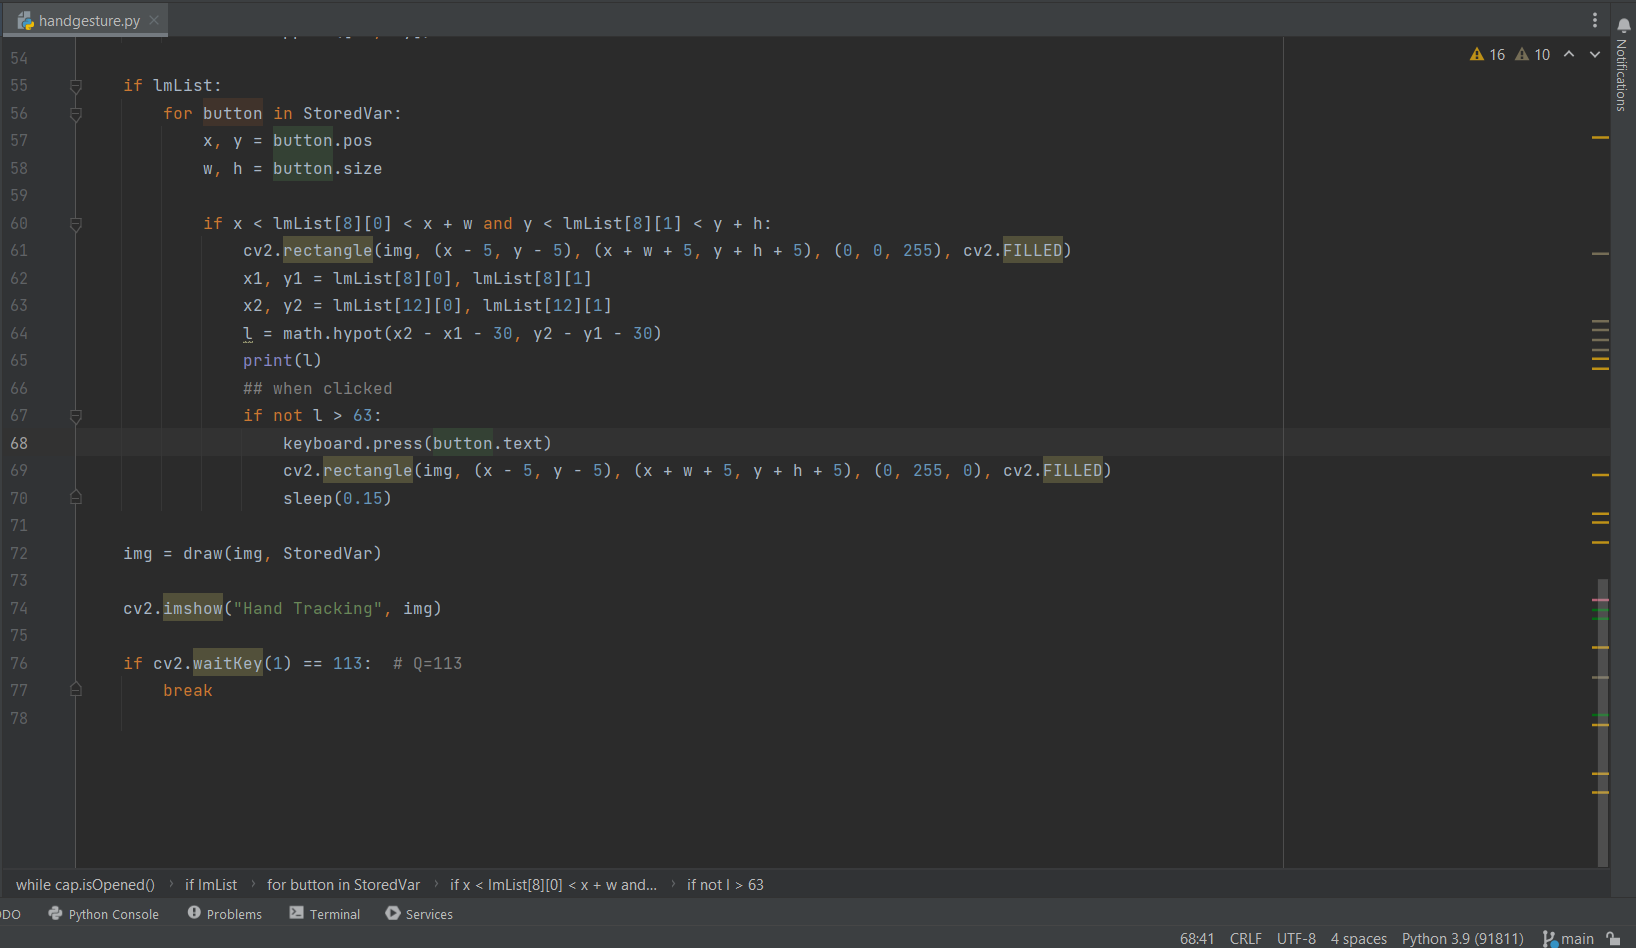 handgesture.py
16 10
Notifications
54
55 if lmList:
56 for button in StoredVar:
57 x, y = button.pos
58 w, h = button.size
59
60 if x < lmList[8][0] < x + w and y < lmList[8][1] < y + h:
61 cv2.rectangle(img, (x - 5, y - 5), (x + w + 5, y + h + 5), (0, 0, 255), cv2.FILLED)
62 x1, y1 = lmList[8][0], lmList[8][1]
63 x2, y2 = lmList[12][0], lmList[12][1]
64 l = math.hypot(x2 - x1 - 30, y2 - y1 - 30)
65 print(l)
66 ## when clicked
67 if not l > 63:
68 keyboard.press(button.text)
69 cv2.rectangle(img, (x - 5, y - 5), (x + w + 5, y + h + 5), (0, 255, 0), cv2.FILLED)
70 sleep(0.15)
71
72 img = draw(img, StoredVar)
73
74 cv2.imshow("Hand Tracking", img)
75
76 if cv2.waitKey(1) == 113: # Q=113
77 break
78
while cap.isOpened() › if lmList › for button in StoredVar › if x < lmList[8][0] < x + w and... › if not l > 63
DO Python Console Problems Terminal Services
68:41 CRLF UTF-8 4 spaces Python 3.9 (91811) main